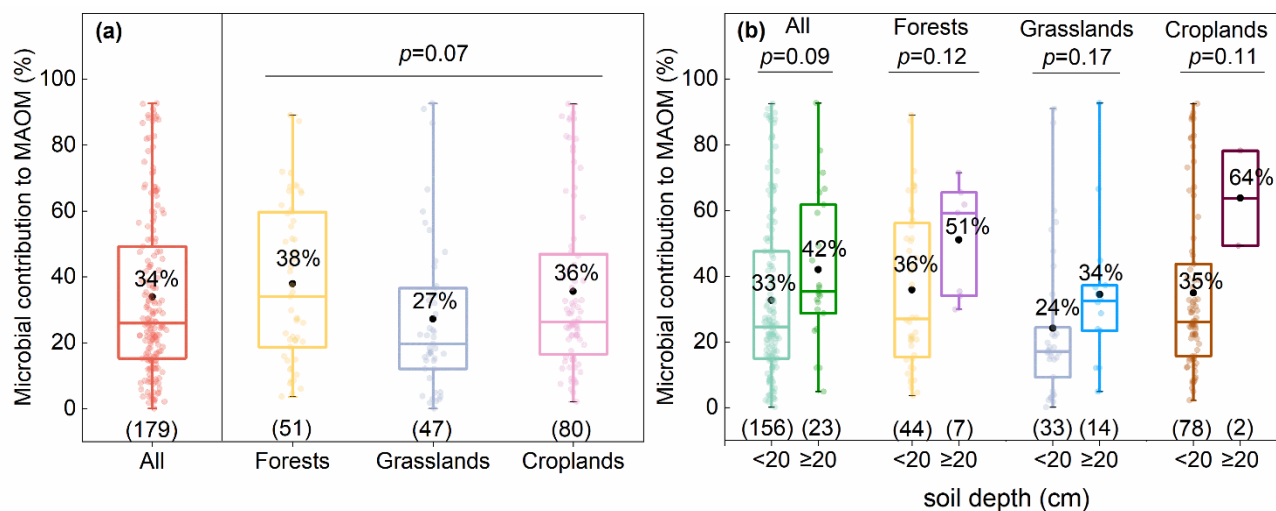 (a)
p=0.07
Microbial contribution to MAOM (%)
100
80
60
40
20
0
34%
38%
27%
36%
(179)
(51)
(47)
(80)
All
Forests
Grasslands
Croplands
(b)
All
Forests
Grasslands
Croplands
p=0.09
p=0.12
p=0.17
p=0.11
Microbial contribution to MAOM (%)
100
80
60
40
20
0
33%
42%
36%
51%
24%
34%
35%
64%
(156)
(23)
(44)
(7)
(33)
(14)
(78)
(2)
<20
≥20
<20
≥20
<20
≥20
<20
≥20
soil depth (cm)